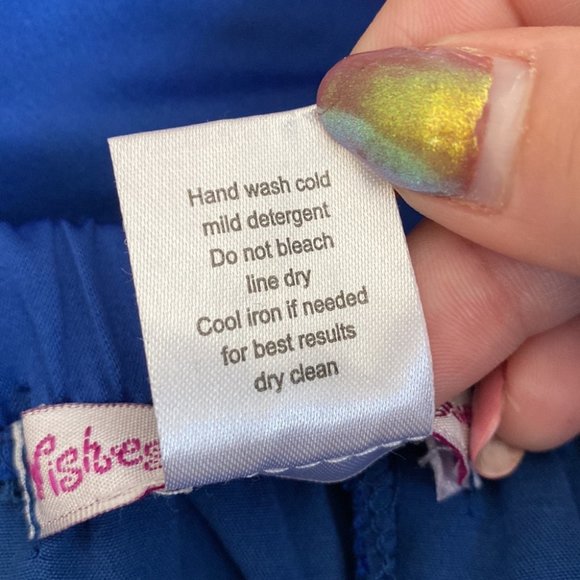 Hand wash cold
mild detergent
Do not bleach
line dry
Cool iron if needed
for best results
dry clean